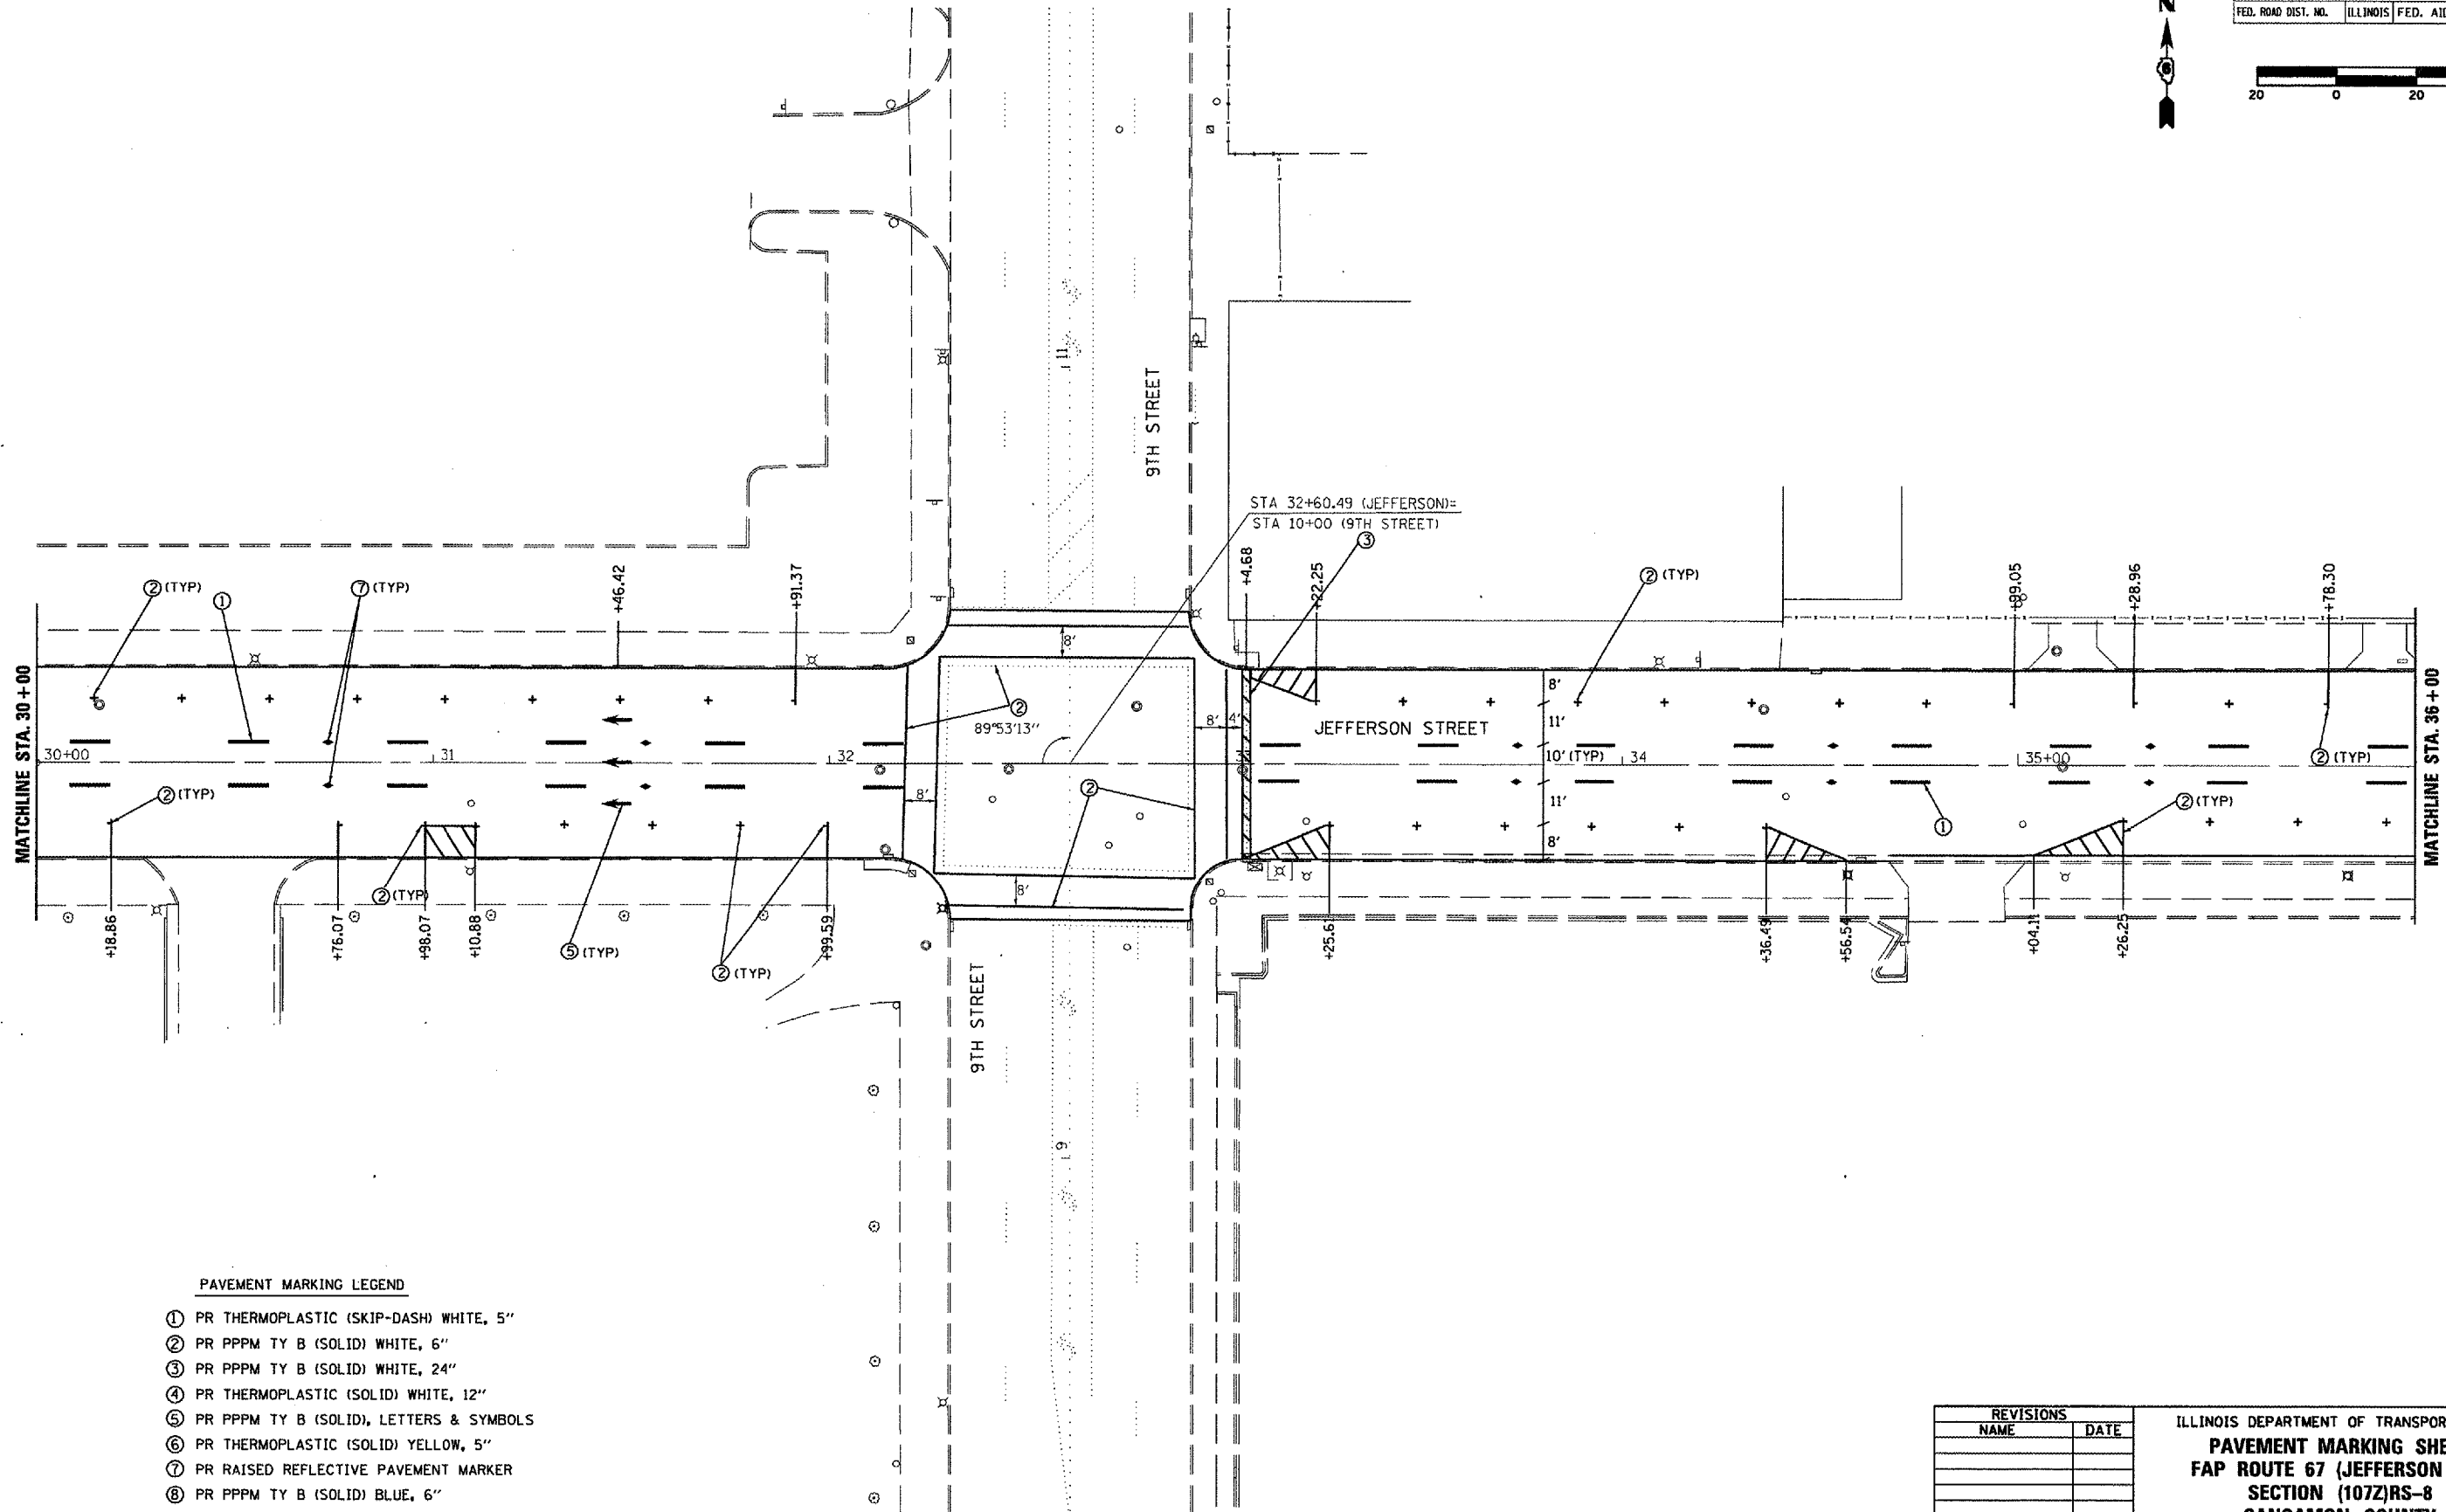 N
FED. ROAD DIST. NO. ILLINOIS FED. AI
6
20 0 20
11
9TH STREET
STA 32+60.49 (JEFFERSON)=
STA 10+00 (9TH STREET)
3
+4.68
+22.25
+46.42
+91.37
+99.05
+28.96
+78.30
2 (TYP)
1
7 (TYP)
2 (TYP)
8'
MATCHLINE STA. 30+00
MATCHLINE STA. 36+00
2
89°53'13"
8' 4'
JEFFERSON STREET
8'
11'
10' (TYP)
11'
8'
30+00
31
32
34
35+00
2 (TYP)
2 (TYP)
2
8'
2 (TYP)
1
8'
2 (TYP)
+18.86
+76.07
+98.07
+10.88
5 (TYP)
2 (TYP)
+99.59
+25.61
+36.49
+56.54
+04.11
+26.25
9TH STREET
9
PAVEMENT MARKING LEGEND
1 PR THERMOPLASTIC (SKIP-DASH) WHITE, 5"
2 PR PPPM TY B (SOLID) WHITE, 6"
3 PR PPPM TY B (SOLID) WHITE, 24"
4 PR THERMOPLASTIC (SOLID) WHITE, 12"
5 PR PPPM TY B (SOLID), LETTERS & SYMBOLS
6 PR THERMOPLASTIC (SOLID) YELLOW, 5"
7 PR RAISED REFLECTIVE PAVEMENT MARKER
8 PR PPPM TY B (SOLID) BLUE, 6"
REVISIONS
NAME DATE
ILLINOIS DEPARTMENT OF TRANSPOR
PAVEMENT MARKING SHE
FAP ROUTE 67 (JEFFERSON
SECTION (107Z)RS-8